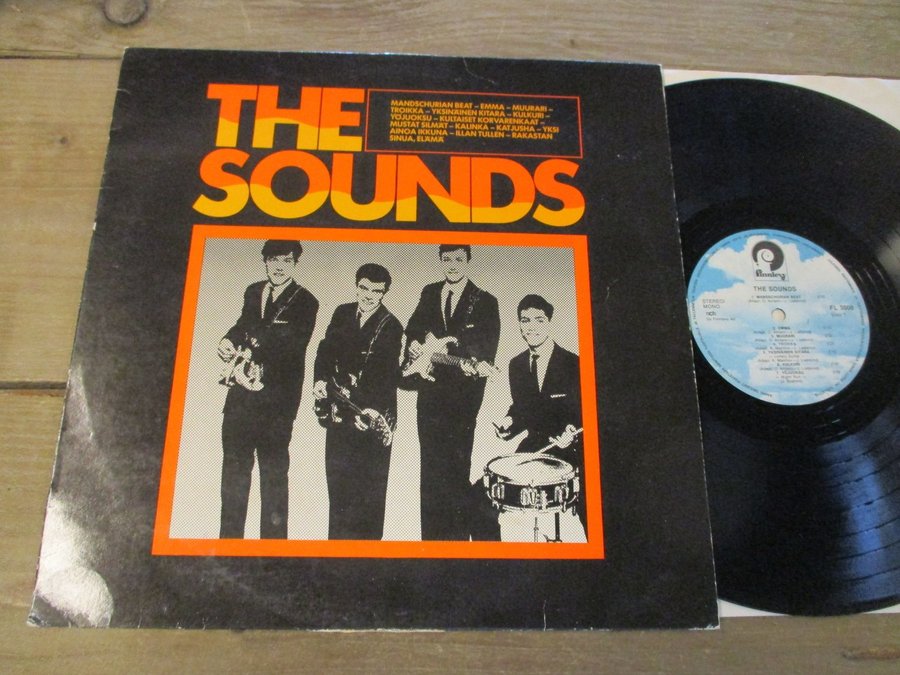 THE
SOUNDS
MANDSCHURIAN BEAT – EMMA – MUURARI –
TROIKKA – YKSINÄINEN KITARA – KULKURI –
YÖJUOKSU – KULTAISET KORVARENKAAT –
MUSTAT SILMÄT – KALINKA – KATJUSHA – YKSI
AINOA IKKUNA – ILLAN TULLEN – RAKASTAN
SINUA, ELÄMÄ
THE SOUNDS
STEREO/
MONO
1. MANDSCHURIAN BEAT
2. EMMA
3. MUURARI
4. TROIKKA
5. YKSINÄINEN KITARA
6. KULKURI
7. YÖJUOKSU